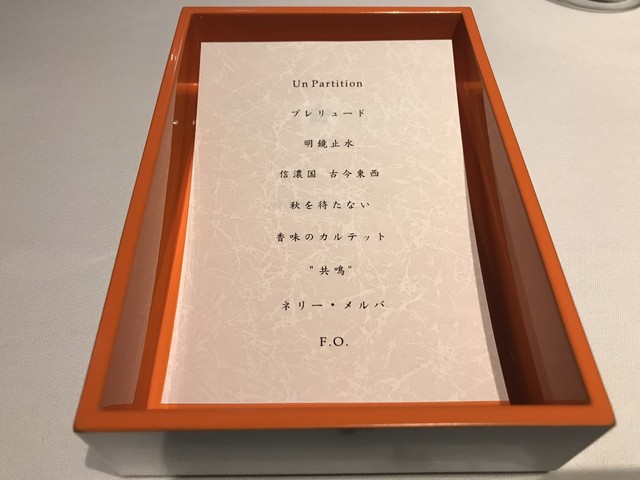 Un Partition
プレリュード
明鏡止水
信濃国 古今東西
秋を待たない
香味のカルテット
"共鳴"
ネリー・メルバ
F.O.